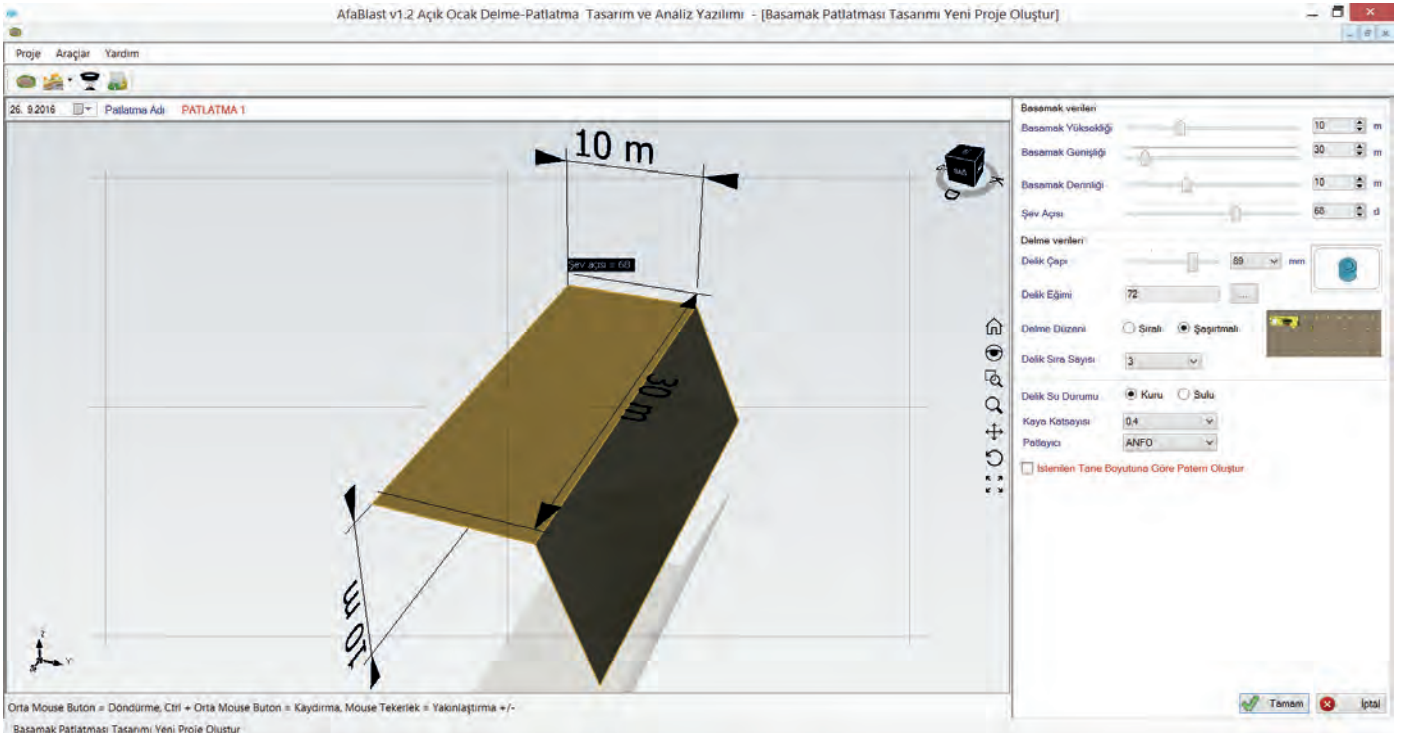 AfaBlast v1.2 Açık Ocak Delme-Patlatma Tasarım ve Analiz Yazılımı - [Basamak Patlatması Tasarımı Yeni Proje Oluştur]
Proje Araçlar Yardım
26. 9.2016 Patlatma Adı PATLATMA 1
Basamak verileri
Basamak Yüksekliği 10 m
Basamak Genişliği 30 m
Basamak Derinliği 10 m
Şev Açısı 68 d
Delme verileri
Delik Çapı 89 mm
Delik Eğimi 72 ...
Delme Düzeni Sıralı Şaşırtmalı
Delik Sıra Sayısı 3
Delik Su Durumu Kuru Sulu
Kaya Katsayısı 0.4
Patlayıcı ANFO
İstenilen Tane Boyutuna Göre Patern Oluştur
Tamam İptal
10 m
Şev açısı = 68
30 m
10 m
Z
Y
Orta Mouse Buton = Döndürme, Ctrl + Orta Mouse Buton = Kaydırma, Mouse Tekerlek = Yakınlaştırma +/-
Basamak Patlatması Tasarımı Yeni Proje Oluştur